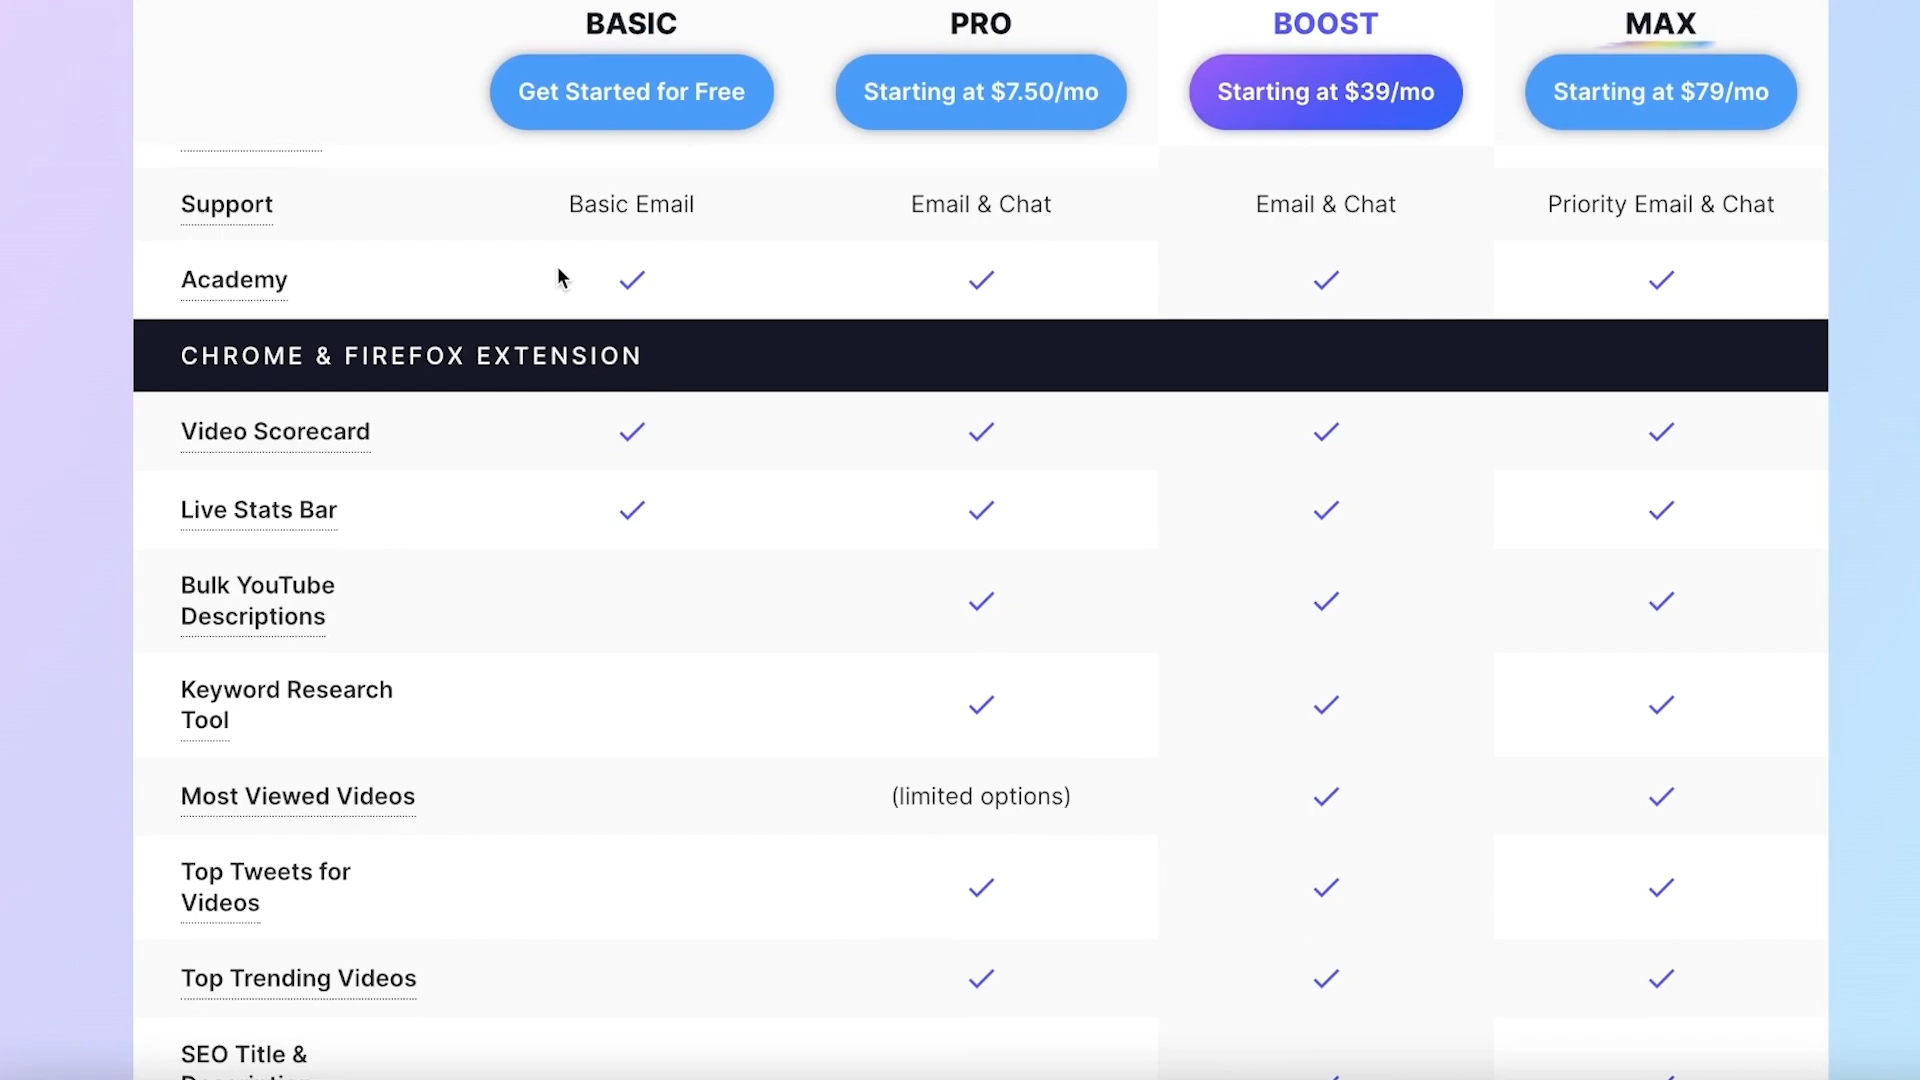 BASIC PRO BOOST MAX
Get Started for Free Starting at $7.50/mo Starting at $39/mo Starting at $79/mo
Support Basic Email Email & Chat Email & Chat Priority Email & Chat
Academy
CHROME & FIREFOX EXTENSION
Video Scorecard
Live Stats Bar
Bulk YouTube
Descriptions
Keyword Research
Tool
Most Viewed Videos (limited options)
Top Tweets for
Videos
Top Trending Videos
SEO Title &